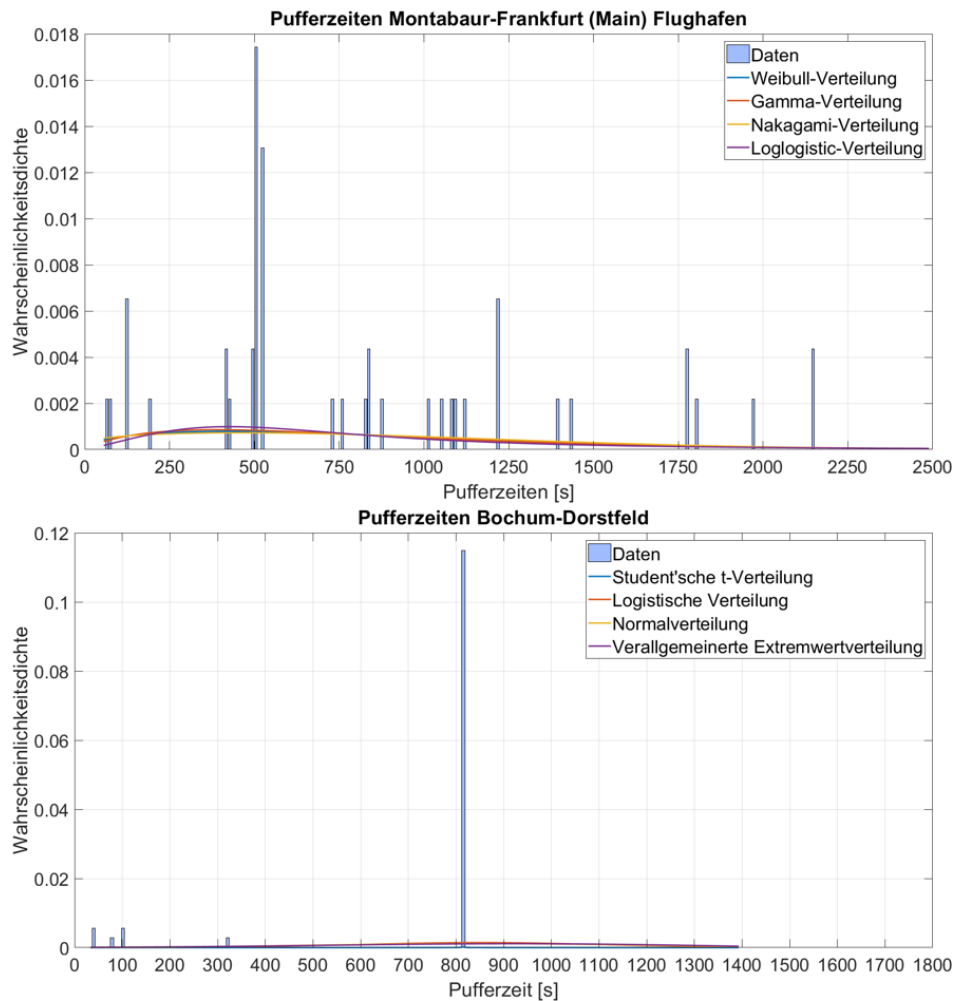 Pufferzeiten Montabaur-Frankfurt (Main) Flughafen
0.018
0.016
0.014
0.012
0.01
0.008
0.006
0.004
0.002
0
Wahrscheinlichkeitsdichte
Daten
Weibull-Verteilung
Gamma-Verteilung
Nakagami-Verteilung
Loglogistic-Verteilung
0 250 500 750 1000 1250 1500 1750 2000 2250 2500
Pufferzeiten [s]
Pufferzeiten Bochum-Dorstfeld
0.12
0.1
0.08
0.06
0.04
0.02
0
Wahrscheinlichkeitsdichte
Daten
Student'sche t-Verteilung
Logistische Verteilung
Normalverteilung
Verallgemeinerte Extremwertverteilung
0 100 200 300 400 500 600 700 800 900 1000 1100 1200 1300 1400 1500 1600 1700 1800
Pufferzeit [s]